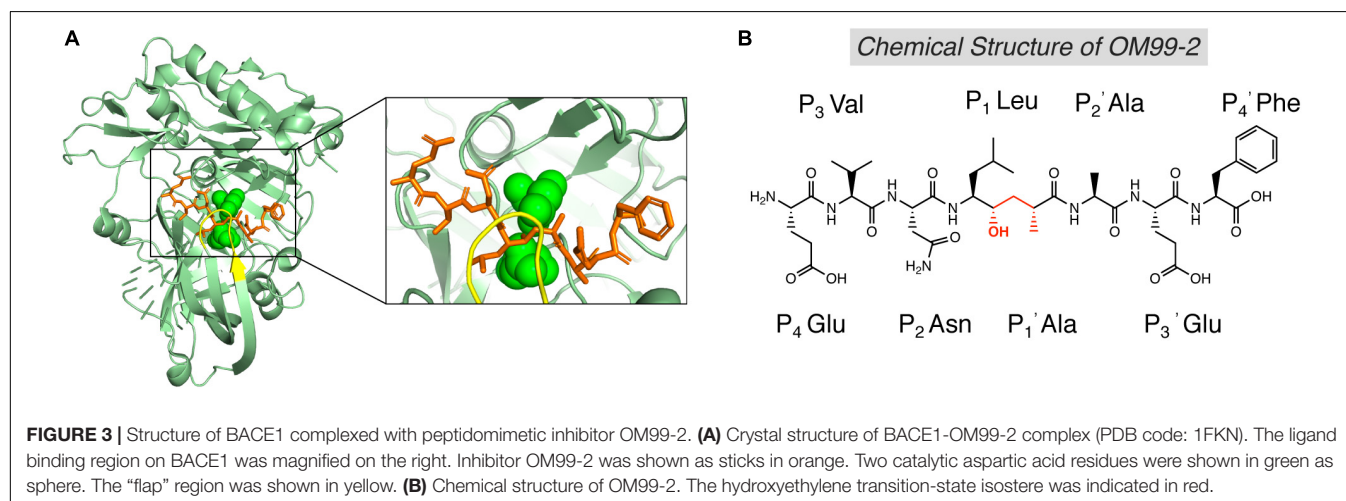 A
B
Chemical Structure of OM99-2
P₃ Val
P₁ Leu
P₂' Ala
P₄' Phe
O
H
N
O
H
N
O
O
H
N
O
H₂N
N
H
O
N
H
OH
N
H
O
N
H
OH
O
O
H₂N
O
OH
O
OH
P₄ Glu
P₂ Asn
P₁' Ala
P₃' Glu
FIGURE 3 | Structure of BACE1 complexed with peptidomimetic inhibitor OM99-2. (A) Crystal structure of BACE1-OM99-2 complex (PDB code: 1FKN). The ligand
binding region on BACE1 was magnified on the right. Inhibitor OM99-2 was shown as sticks in orange. Two catalytic aspartic acid residues were shown in green as
sphere. The “flap” region was shown in yellow. (B) Chemical structure of OM99-2. The hydroxyethylene transition-state isostere was indicated in red.